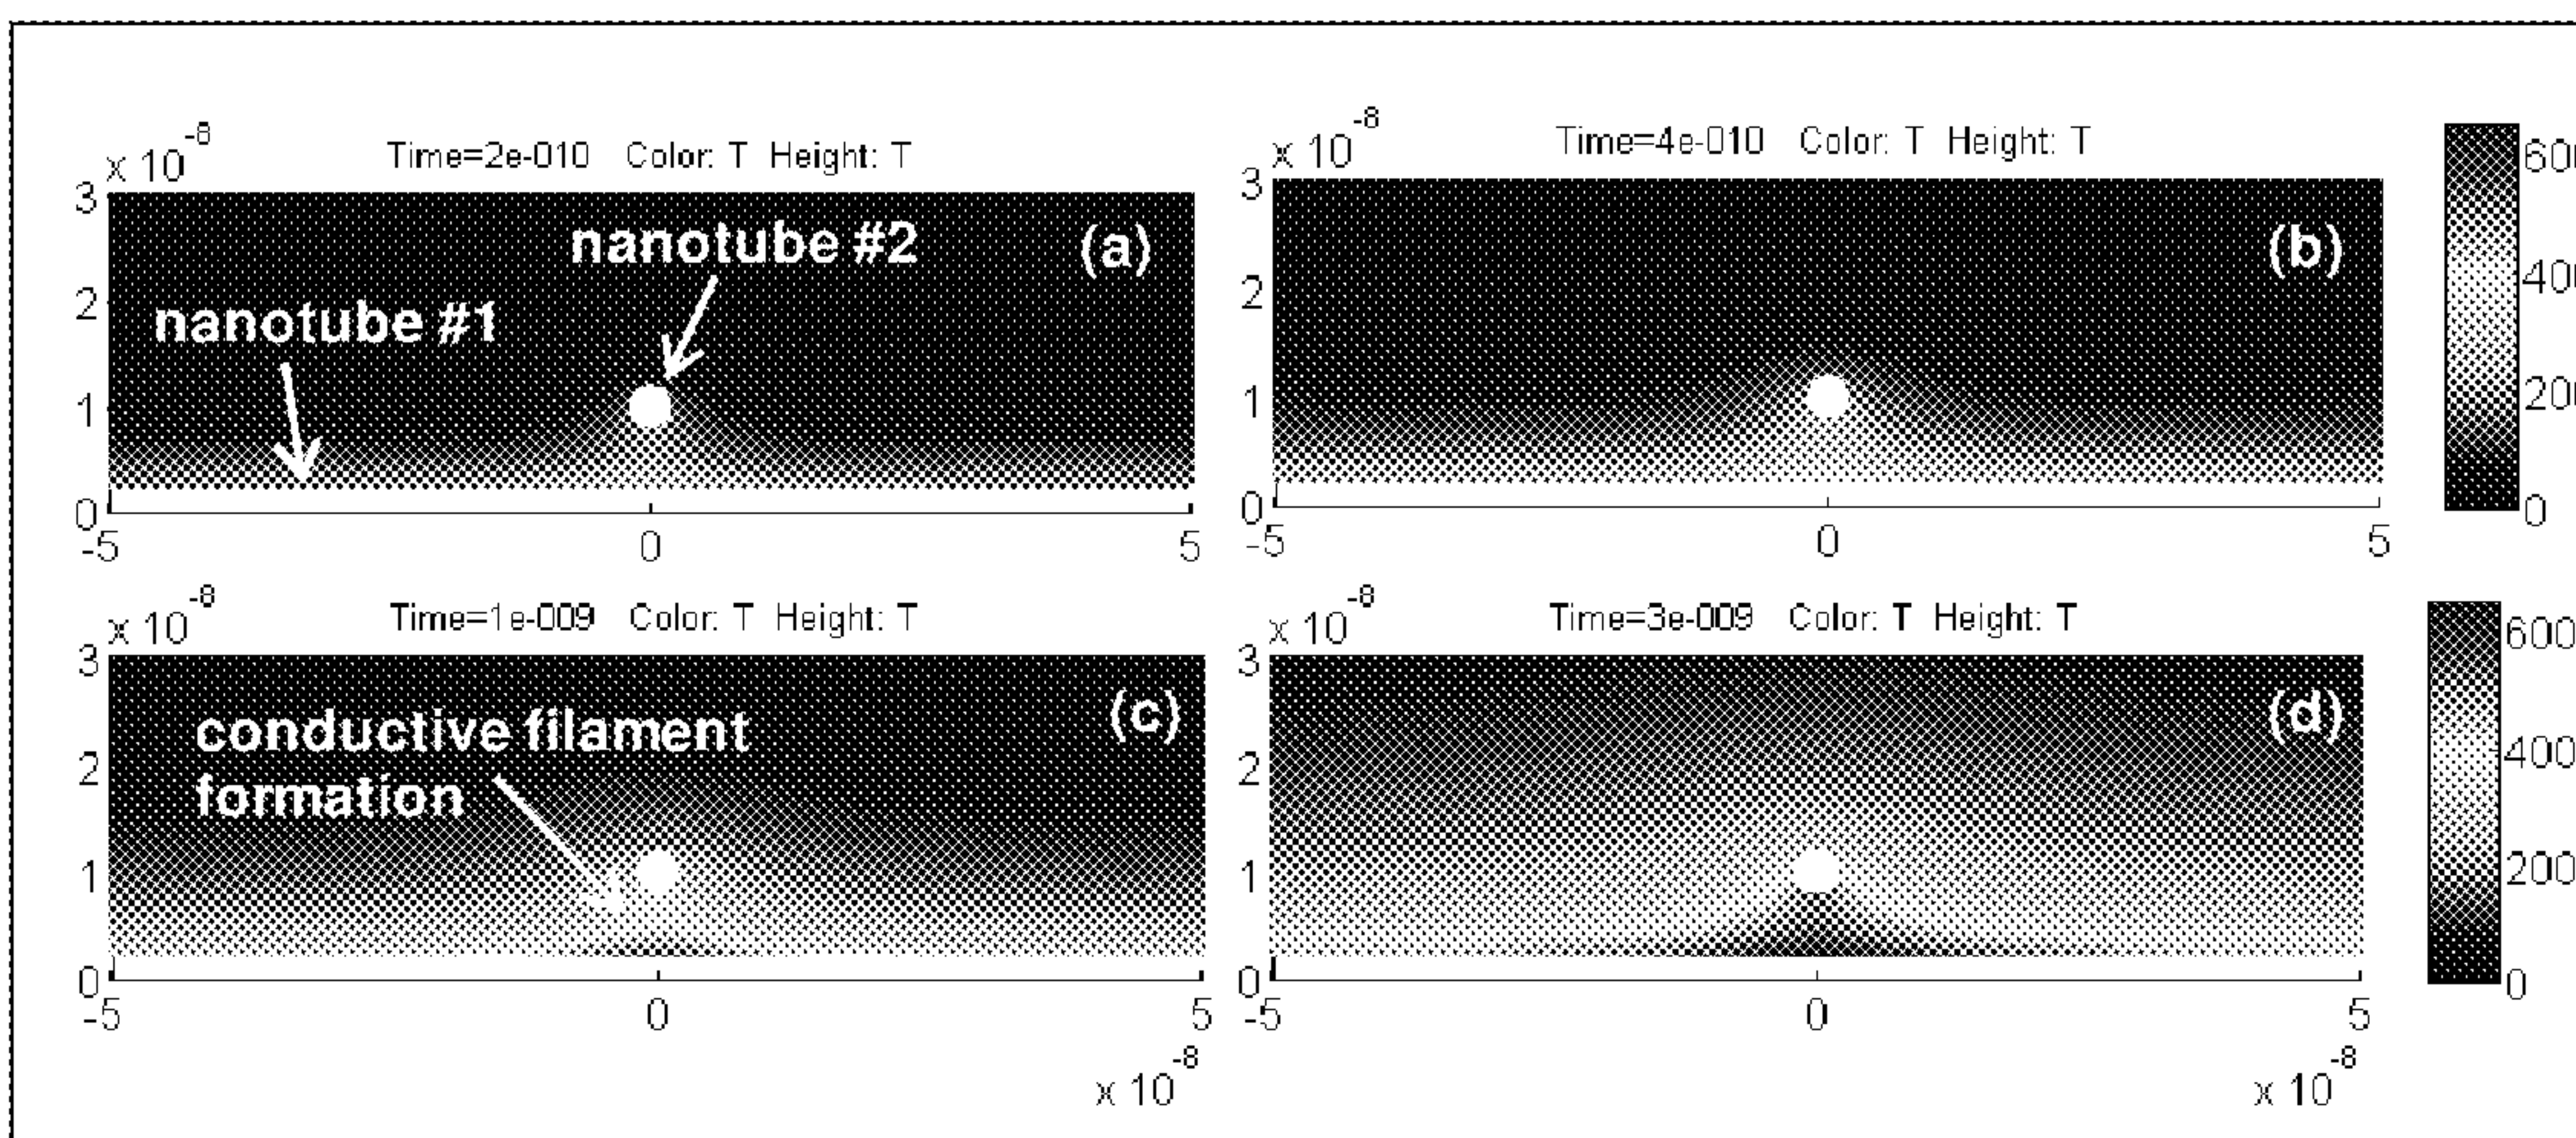 x 10^-8
Time=2e-010 Color: T Height: T
3
2
1
0
-5 0 5
nanotube #2
nanotube #1
(a)
x 10^-8
Time=4e-010 Color: T Height: T
3
2
1
0
-5 0 5
(b)
200
0
x 10^-8
Time=1e-009 Color: T Height: T
3
2
1
0
-5 0 5
x 10^-8
conductive filament
formation
(c)
x 10^-8
Time=3e-009 Color: T Height: T
3
2
1
0
-5 0 5
x 10^-8
(d)
600
400
200
0